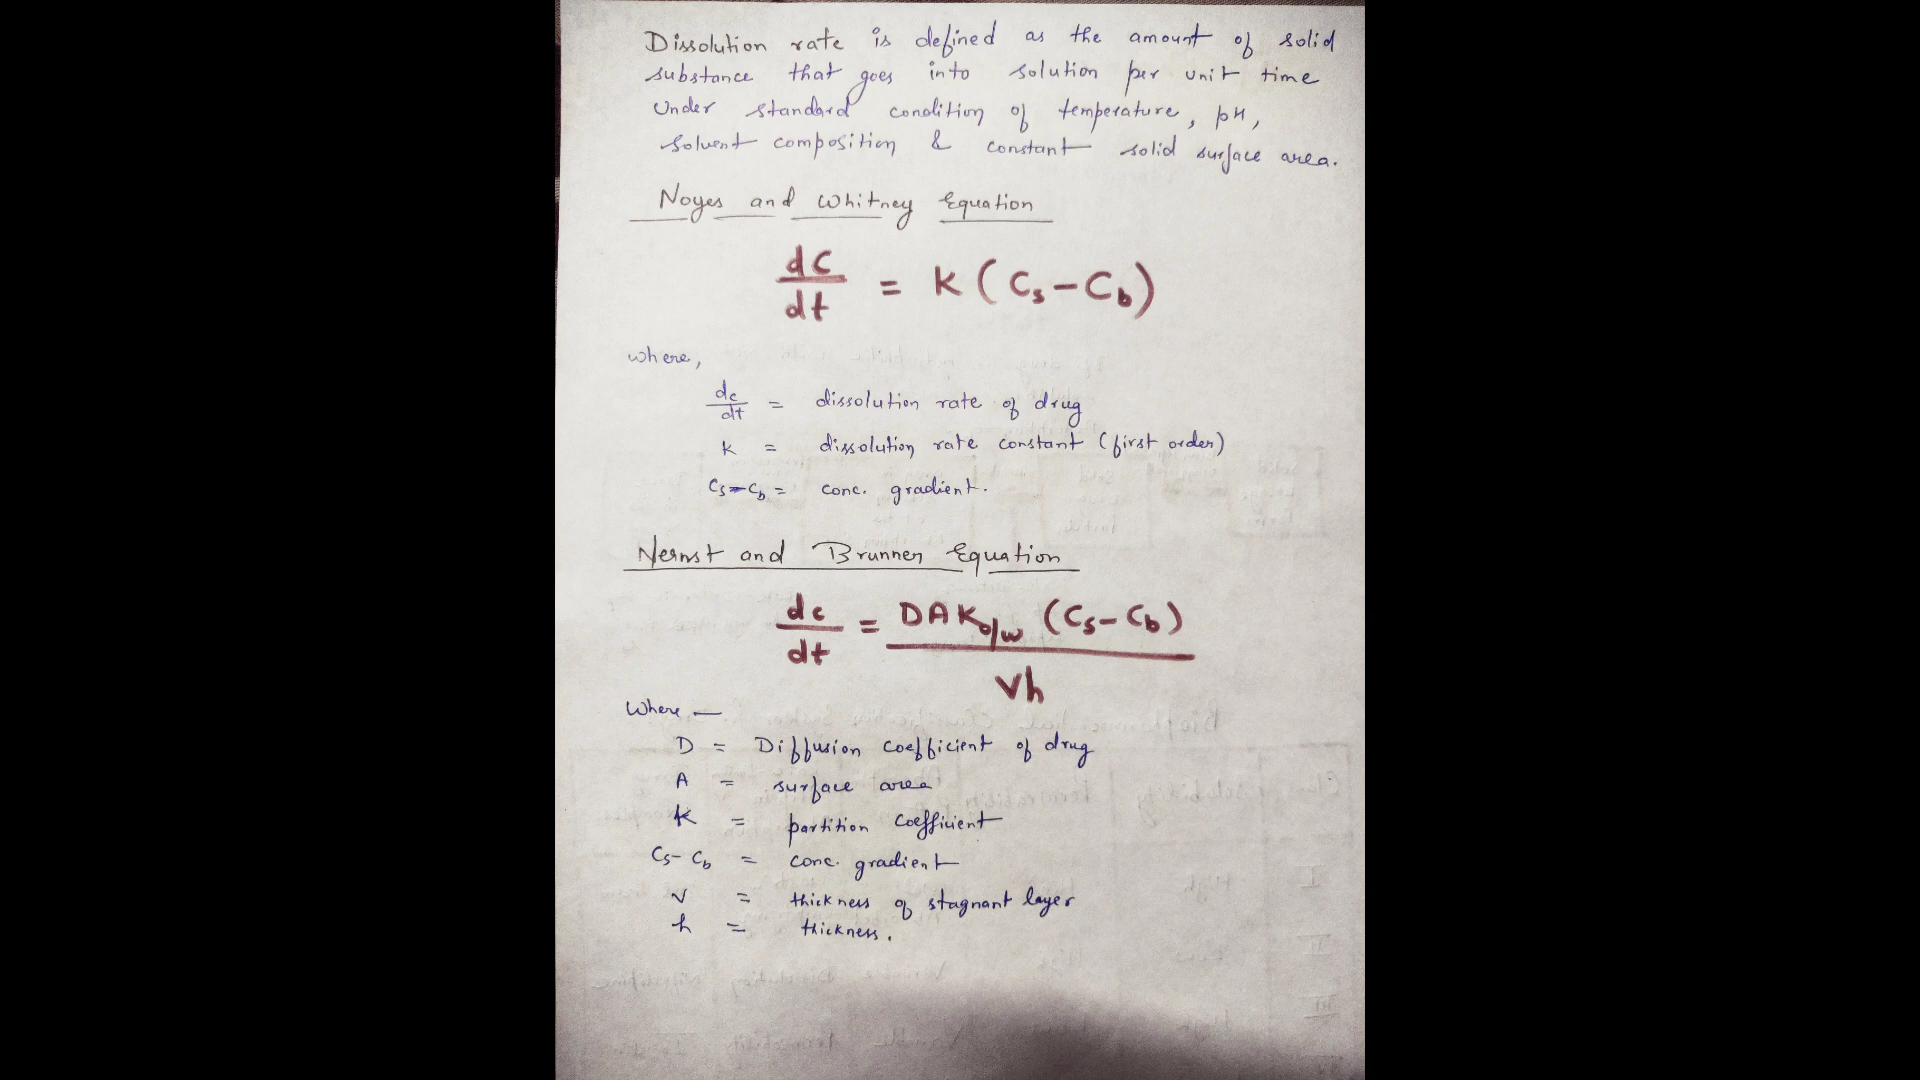 Dissolution rate is defined as the amount of solid
substance that goes into solution per unit time
Under standard condition of temperature, pH,
solvent composition & constant solid surface area.
Noyes and Whitney Equation
dC/dt = K (Cs - Cb)
where,
dc/dt = dissolution rate of drug
K = dissolution rate constant (first order)
Cs - Cb = conc. gradient.
Nernst and Brunner Equation
dc/dt = DAKo/w (Cs - Cb) / Vh
Where —
D = Diffusion coefficient of drug
A = surface area
K = partition coefficient
Cs - Cb = conc. gradient
V = thickness of stagnant layer
h = thickness.